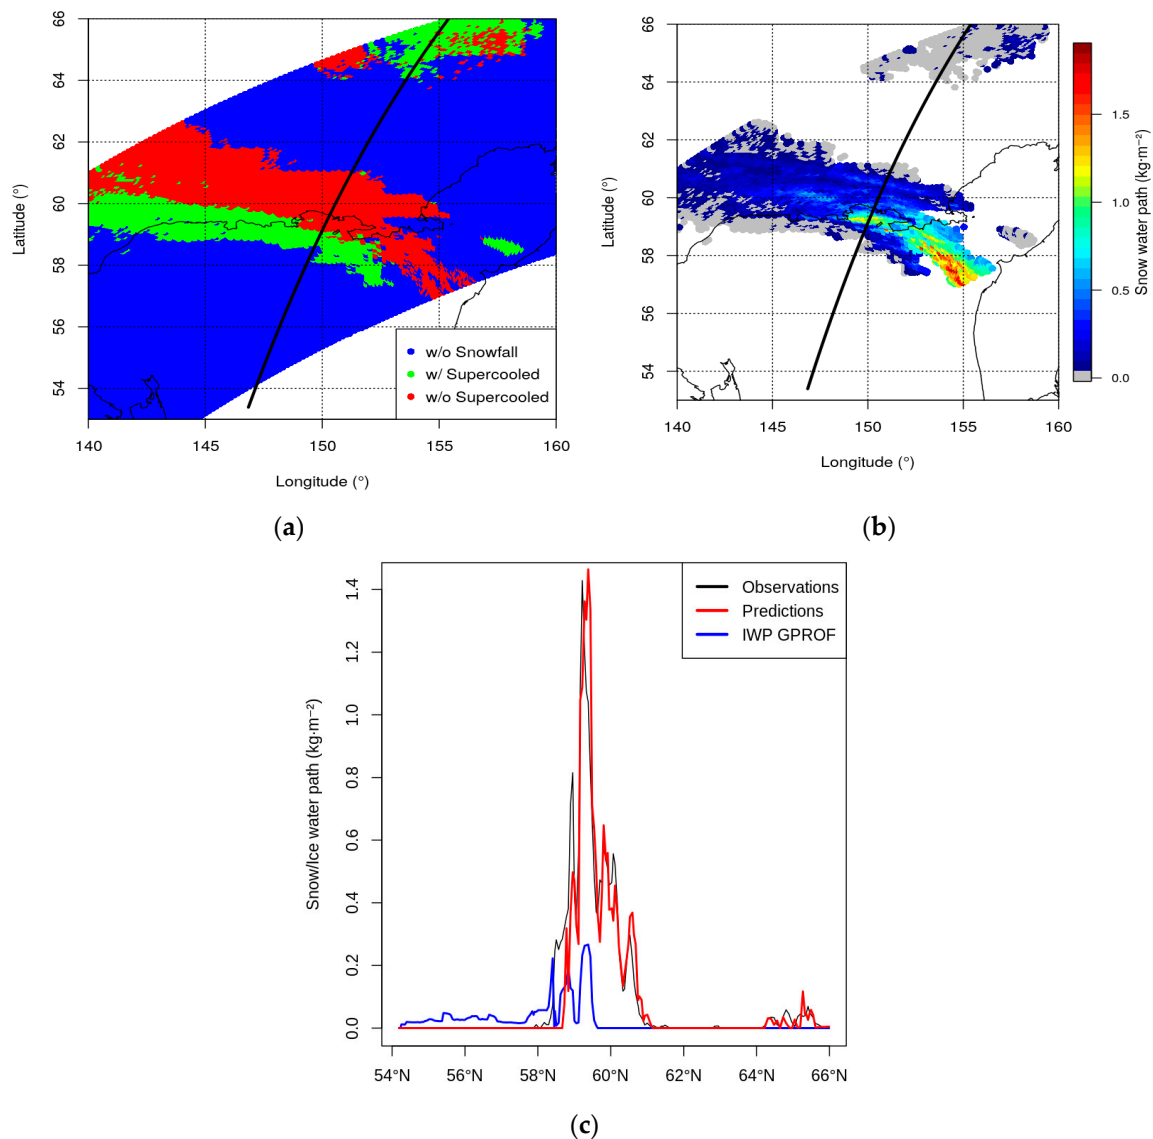 66
64
62
60
58
56
54
Latitude (°)
w/o Snowfall
w/ Supercooled
w/o Supercooled
140 145 150 155 160
Longitude (°)
(a)
66
64
62
60
58
56
54
Latitude (°)
140 145 150 155 160
Longitude (°)
1.5
1.0
0.5
0.0
Snow water path (kg·m⁻²)
(b)
Observations
Predictions
IWP GPROF
1.4
1.2
1.0
0.8
0.6
0.4
0.2
0.0
Snow/Ice water path (kg·m⁻²)
54°N 56°N 58°N 60°N 62°N 64°N 66°N
(c)